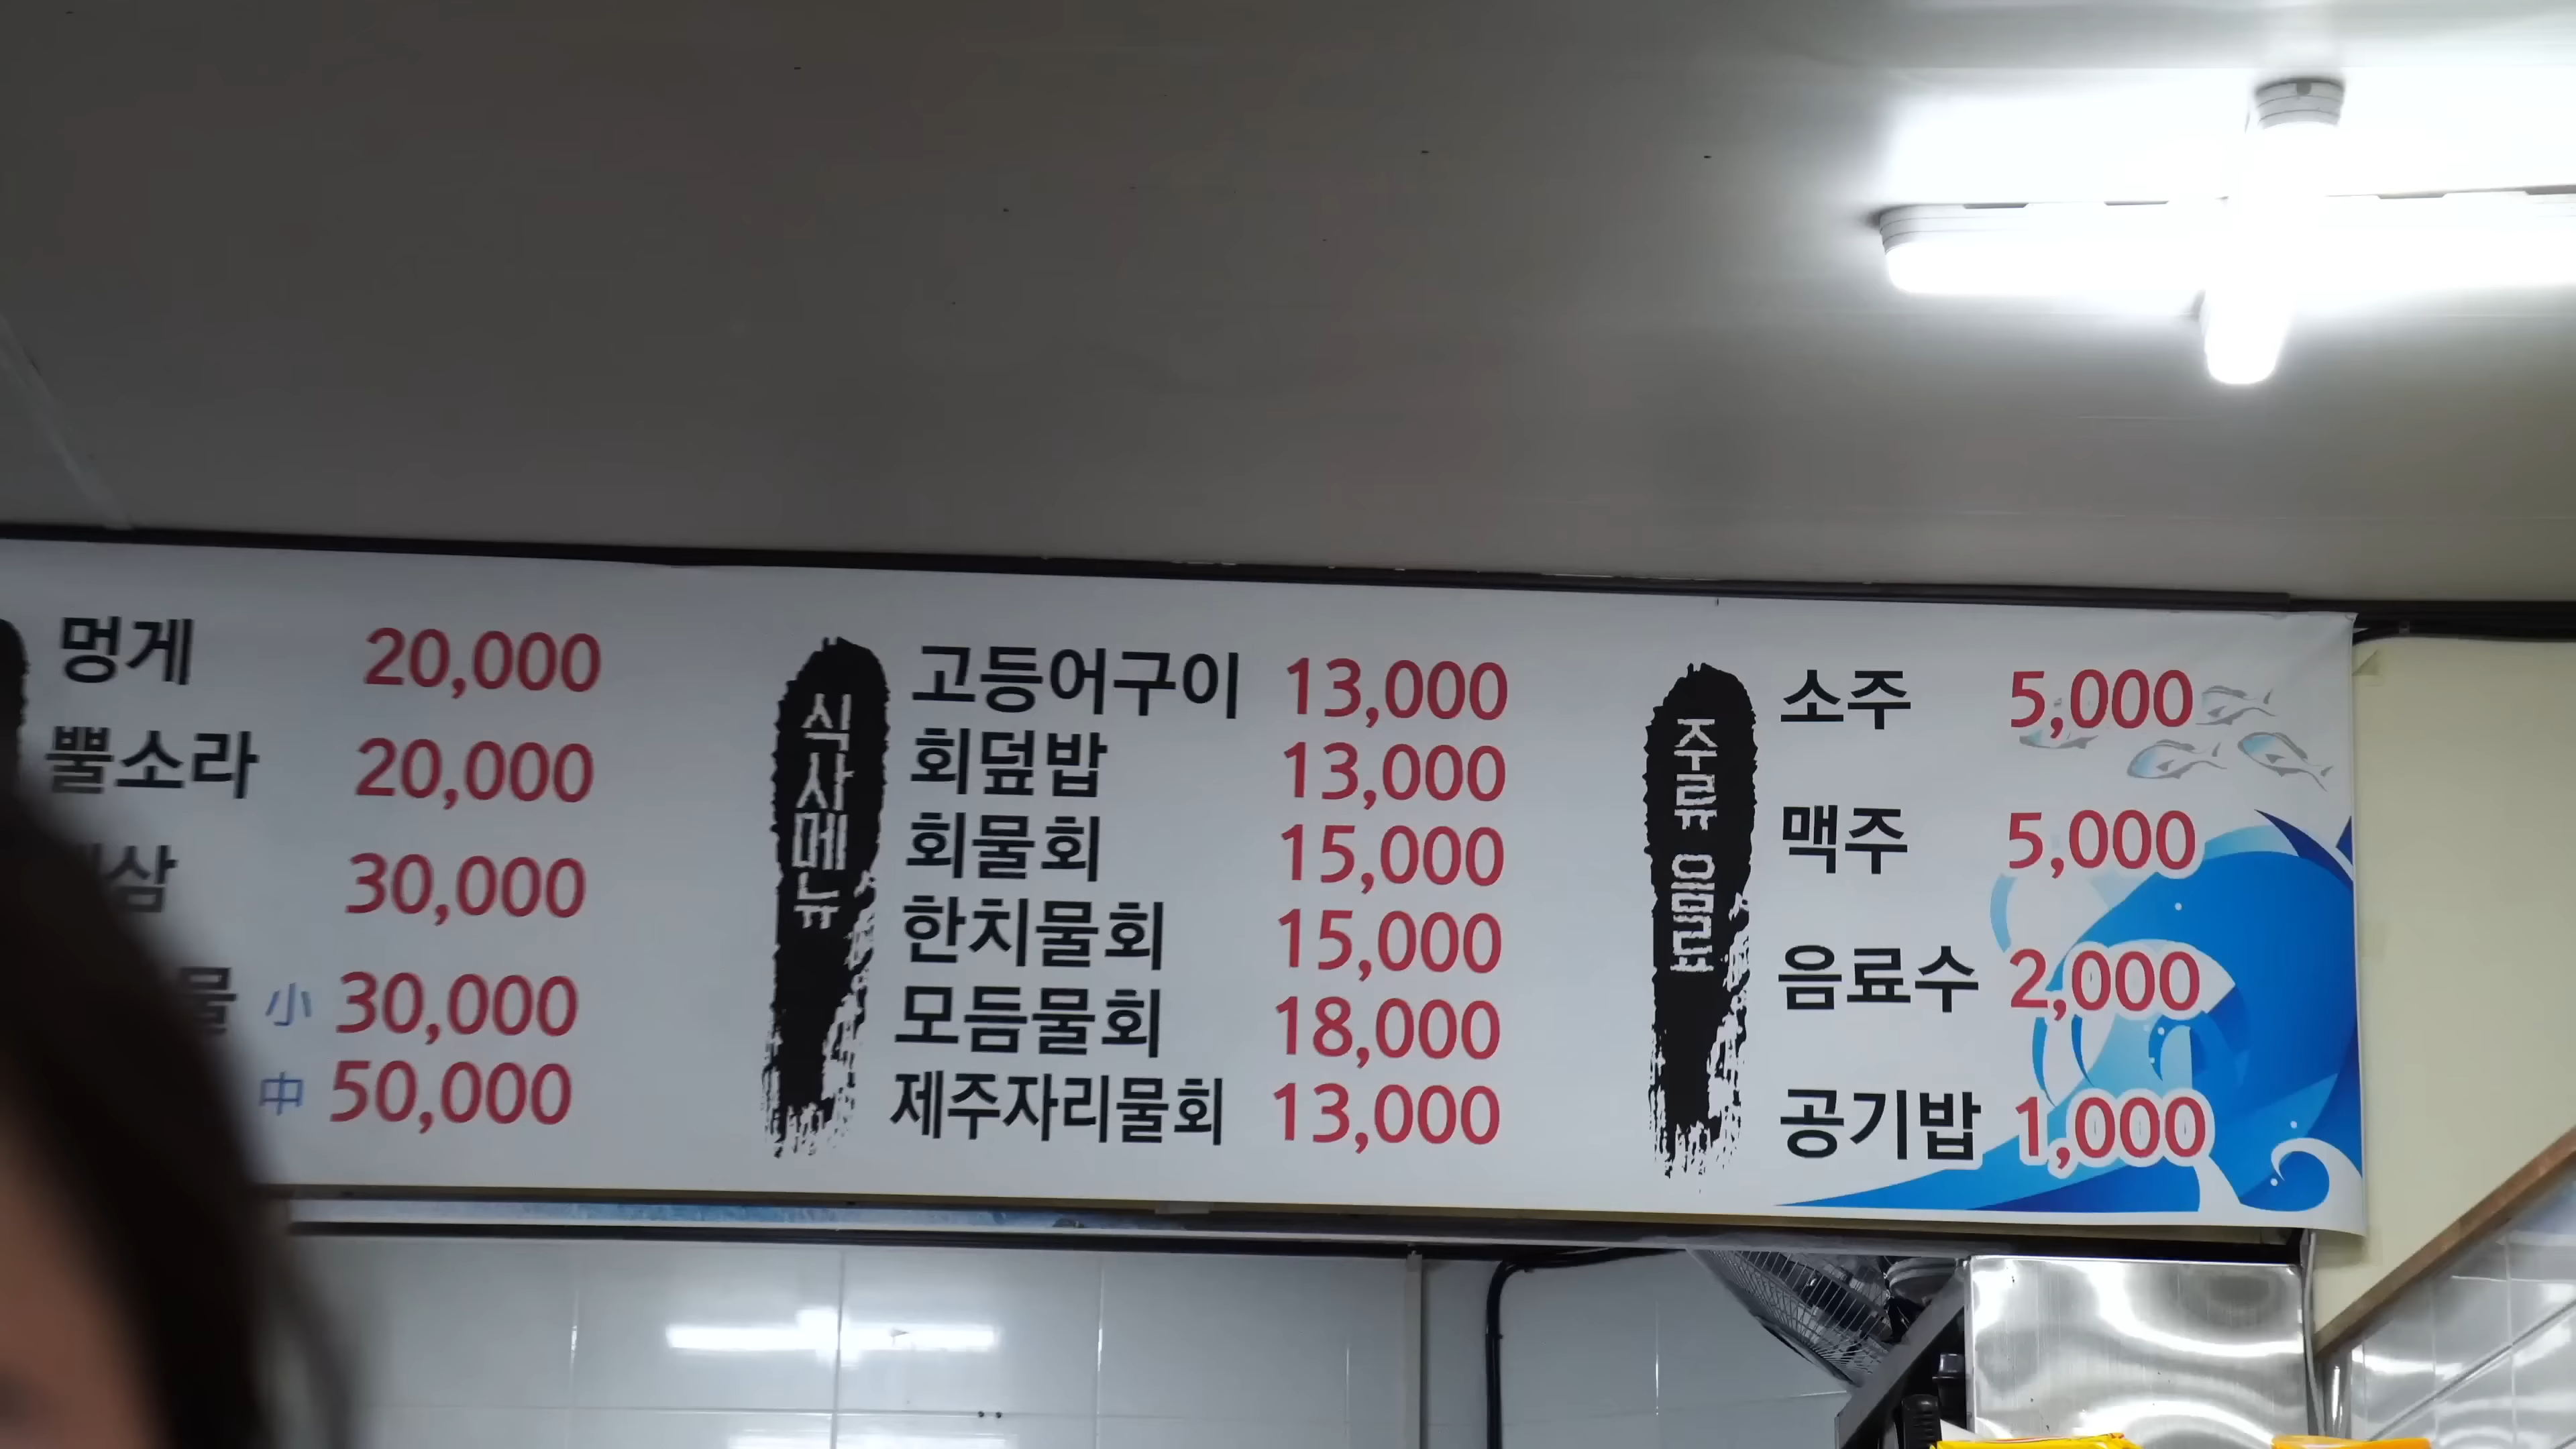 멍게 20,000
뿔소라 20,000
삼 30,000
물 小 30,000
中 50,000
식사메뉴
고등어구이 13,000
회덮밥 13,000
회물회 15,000
한치물회 15,000
모듬물회 18,000
제주자리물회 13,000
주류 음료
소주 5,000
맥주 5,000
음료수 2,000
공기밥 1,000